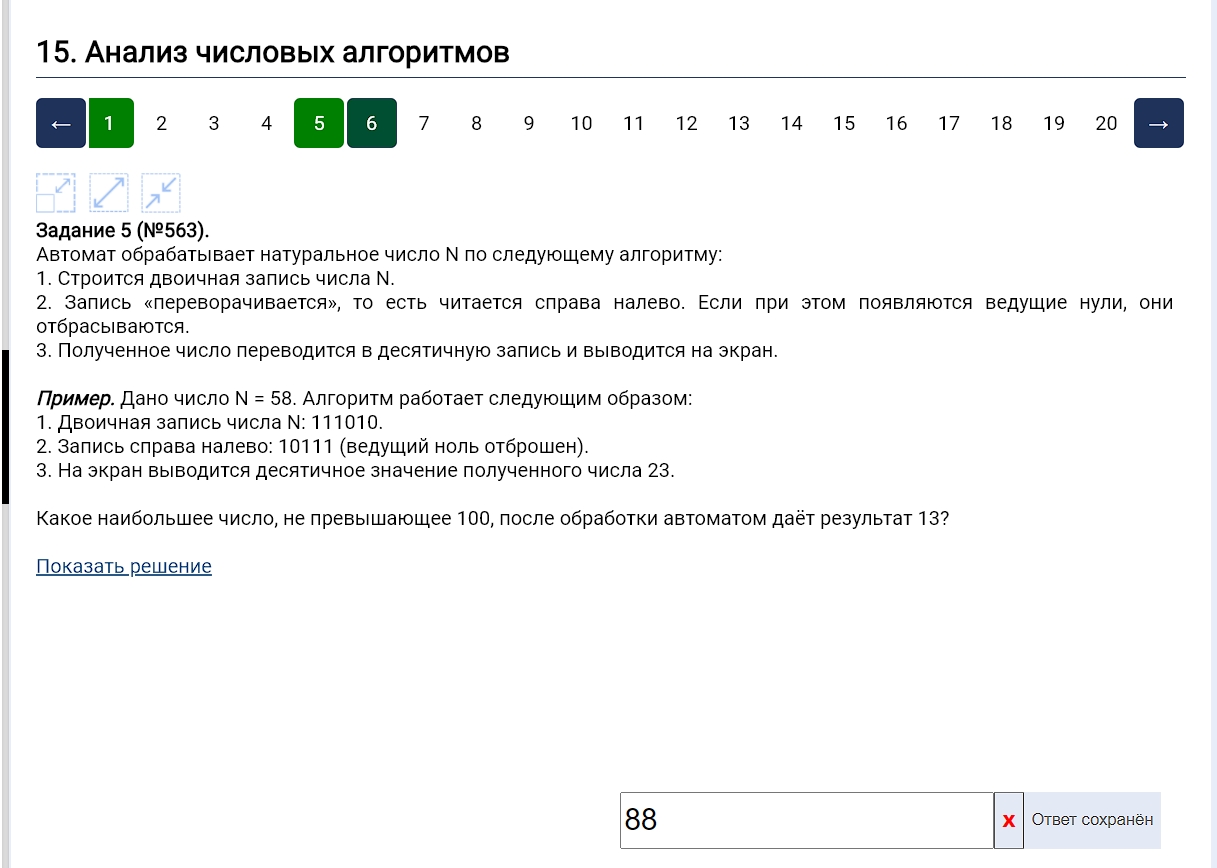 15. Анализ числовых алгоритмов
← 1 2 3 4 5 6 7 8 9 10 11 12 13 14 15 16 17 18 19 20 →
Задание 5 (№563).
Автомат обрабатывает натуральное число N по следующему алгоритму:
1. Строится двоичная запись числа N.
2. Запись «переворачивается», то есть читается справа налево. Если при этом появляются ведущие нули, они
отбрасываются.
3. Полученное число переводится в десятичную запись и выводится на экран.
Пример. Дано число N = 58. Алгоритм работает следующим образом:
1. Двоичная запись числа N: 111010.
2. Запись справа налево: 10111 (ведущий ноль отброшен).
3. На экран выводится десятичное значение полученного числа 23.
Какое наибольшее число, не превышающее 100, после обработки автоматом даёт результат 13?
Показать решение
88 x Ответ сохранён